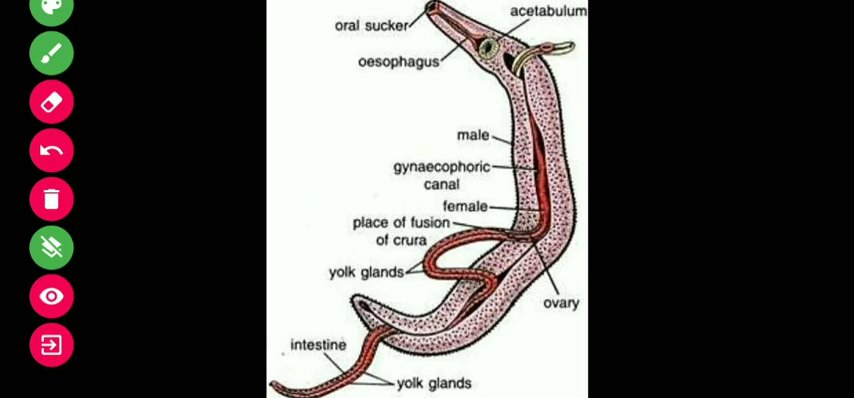 acetabulum
oral sucker
oesophagus
male
gynaecophoric
canal
female
place of fusion
of crura
yolk glands
ovary
intestine
yolk glands